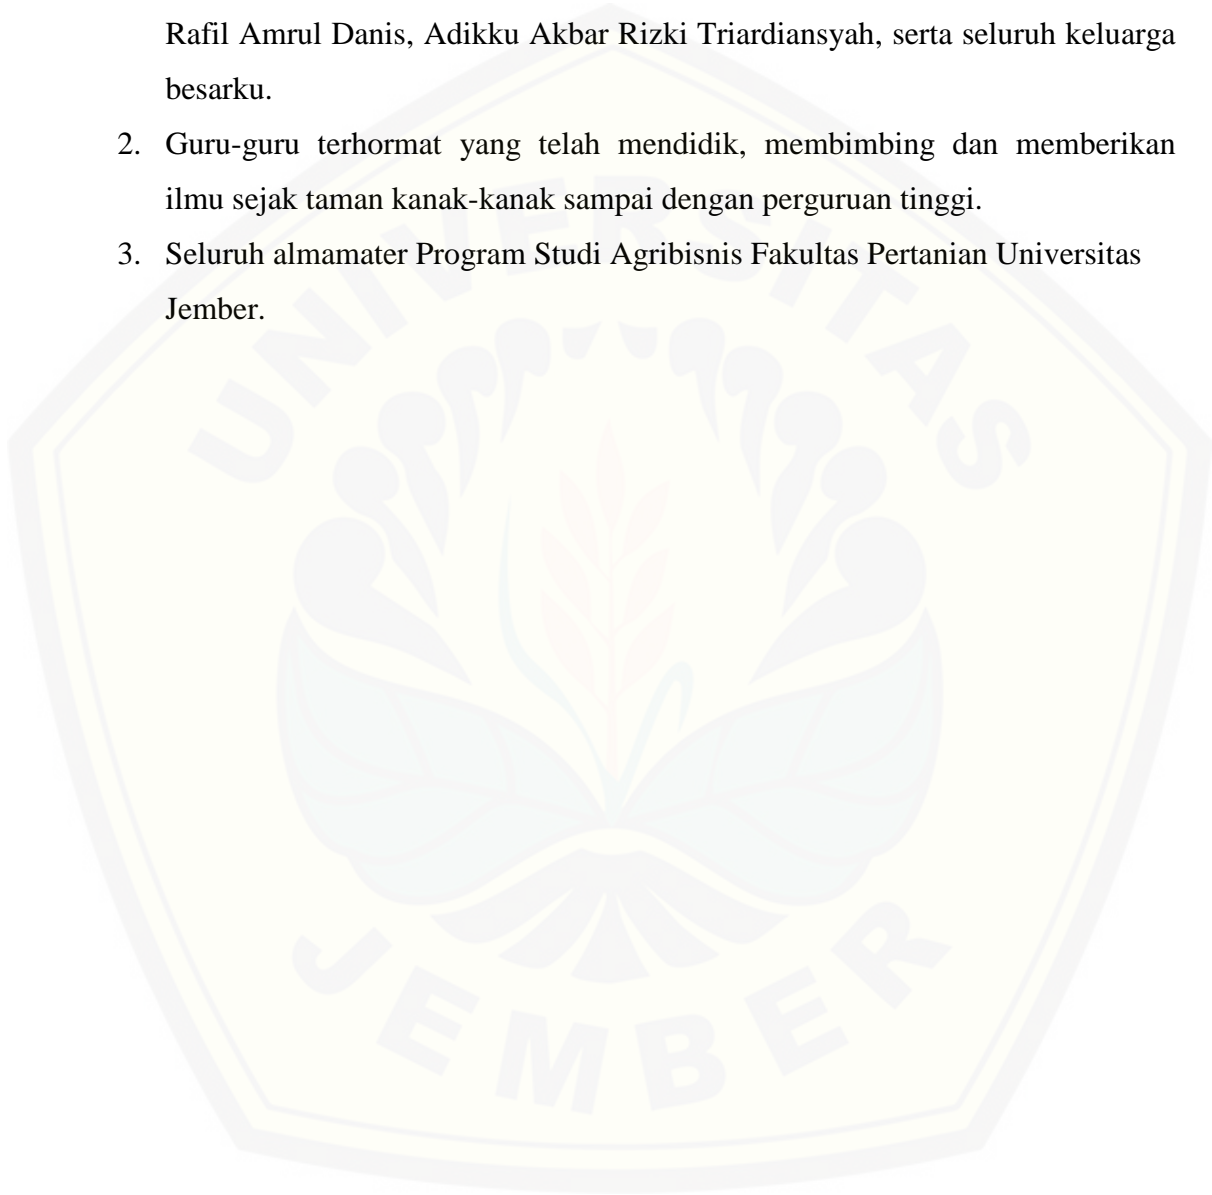 Rafil Amrul Danis, Adikku Akbar Rizki Triardiansyah, serta seluruh keluarga
besarku.
2. Guru-guru terhormat yang telah mendidik, membimbing dan memberikan
ilmu sejak taman kanak-kanak sampai dengan perguruan tinggi.
3. Seluruh almamater Program Studi Agribisnis Fakultas Pertanian Universitas
Jember.
UNIVERSITAS
JEMBER